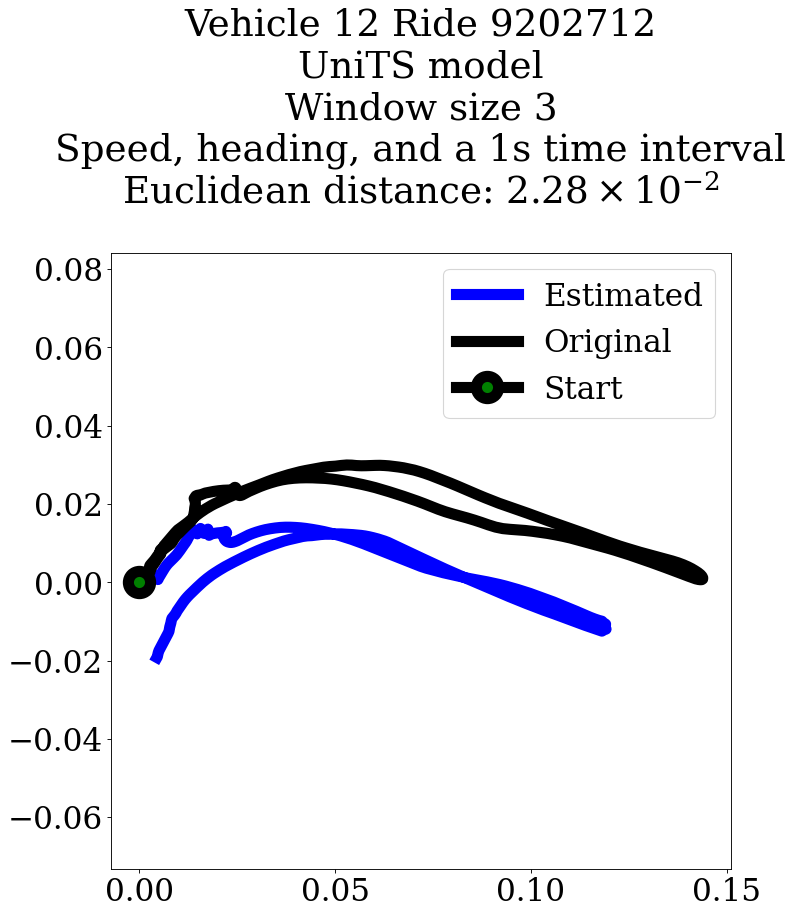 Vehicle 12 Ride 9202712
UniTS model
Window size 3
Speed, heading, and a 1s time interval
Euclidean distance: 2.28 × 10⁻²
Estimated
Original
Start
0.08
0.06
0.04
0.02
0.00
−0.02
−0.04
−0.06
0.00 0.05 0.10 0.15